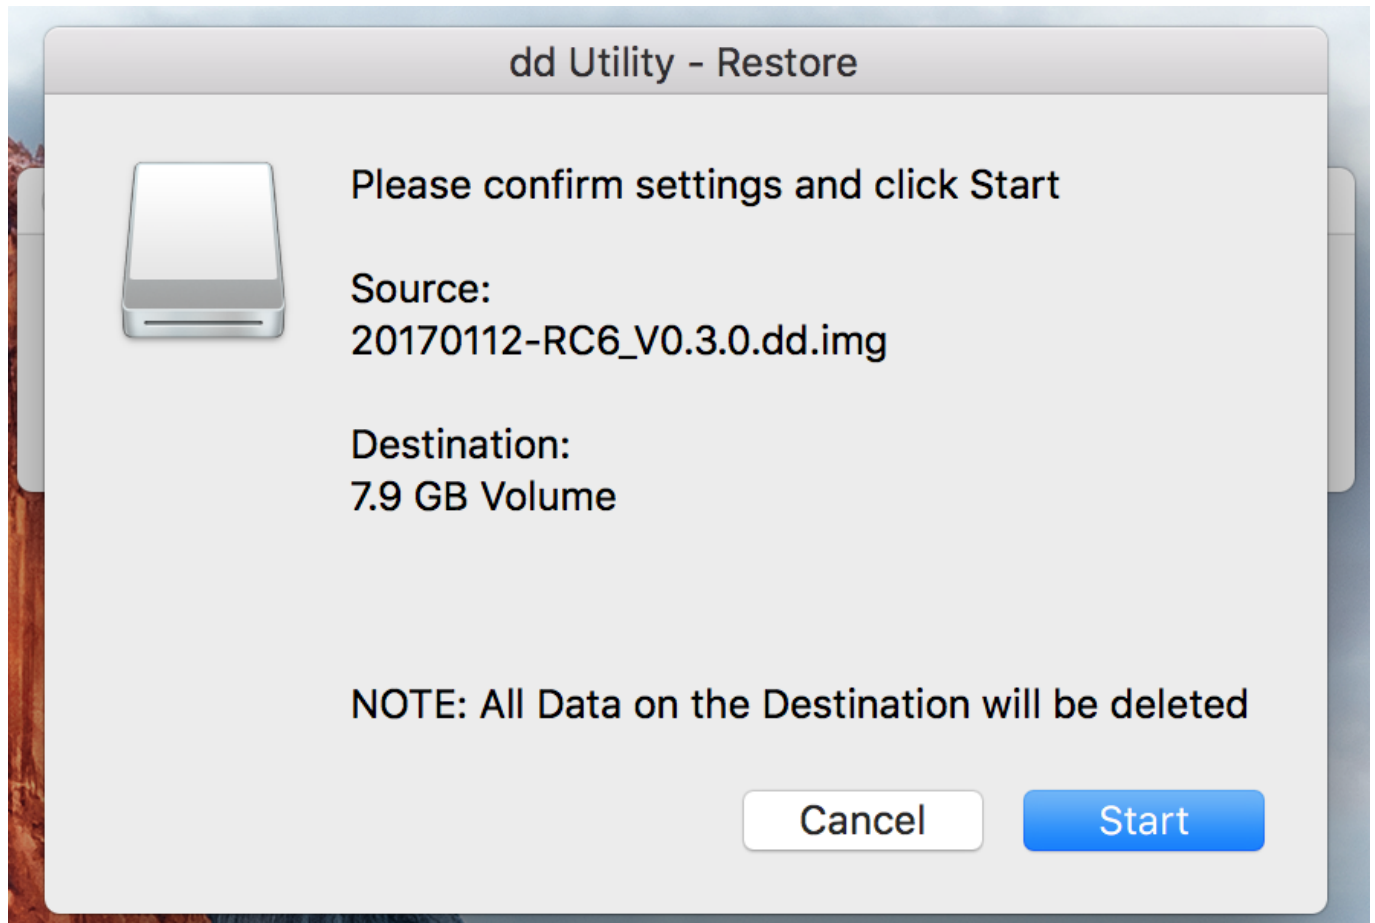 dd Utility - Restore
Please confirm settings and click Start
Source:
20170112-RC6_V0.3.0.dd.img
Destination:
7.9 GB Volume
NOTE: All Data on the Destination will be deleted
Cancel
Start